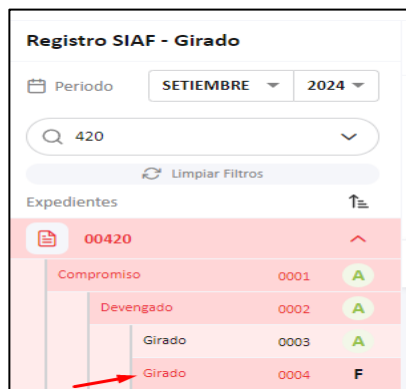 Registro SIAF - Girado
Periodo SETIEMBRE 2024
420
Limpiar Filtros
Expedientes
00420
Compromiso 0001 A
Devengado 0002 A
Girado 0003 A
Girado 0004 F